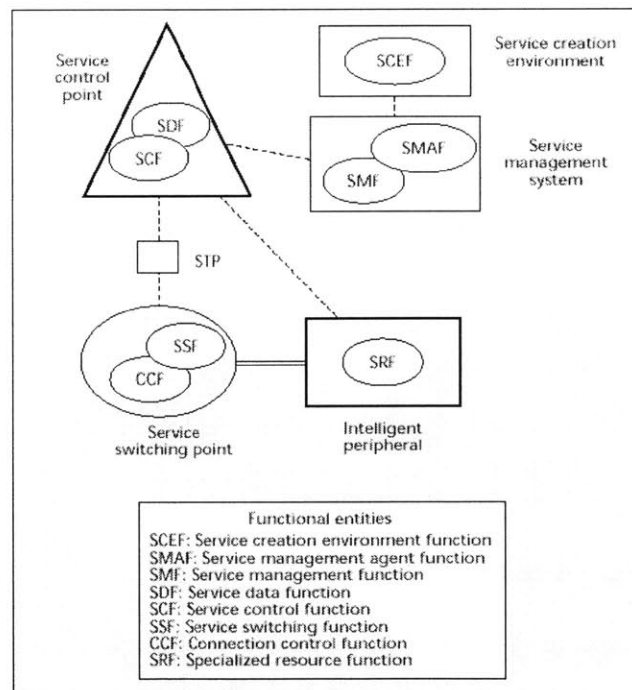 Service
control
point
SDF
SCF
SCEF
Service creation
environment
SMAF
SMF
Service
management
system
STP
SSF
CCF
Service
switching point
SRF
Intelligent
peripheral
Functional entities
SCEF: Service creation environment function
SMAF: Service management agent function
SMF: Service management function
SDF: Service data function
SCF: Service control function
SSF: Service switching function
CCF: Connection control function
SRF: Specialized resource function